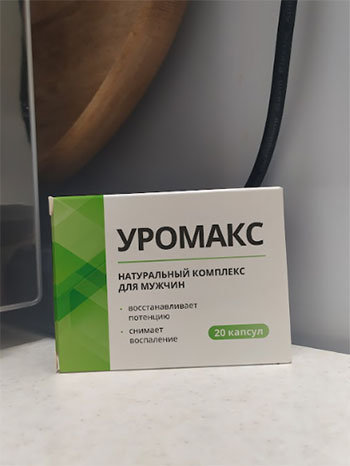 УРОМАКС
НАТУРАЛЬНЫЙ КОМПЛЕКС
ДЛЯ МУЖЧИН
· восстанавливает
потенцию
· снимает
воспаление
20 капсул